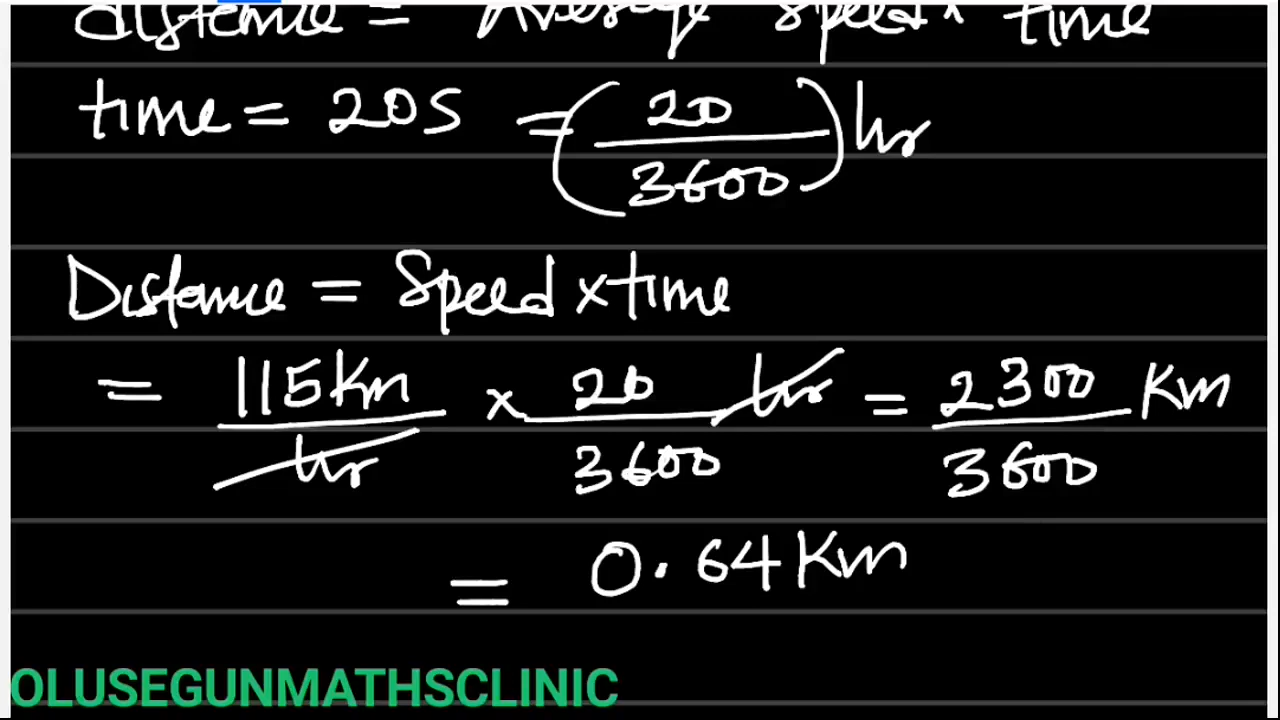 distance = Average speed x time
time = 20s = (20/3600) hr
Distance = Speed x time
= 115Km/hr x 20/3600 hr = 2300/3600 Km
= 0.64 Km
OLUSEGUNMATHSCLINIC